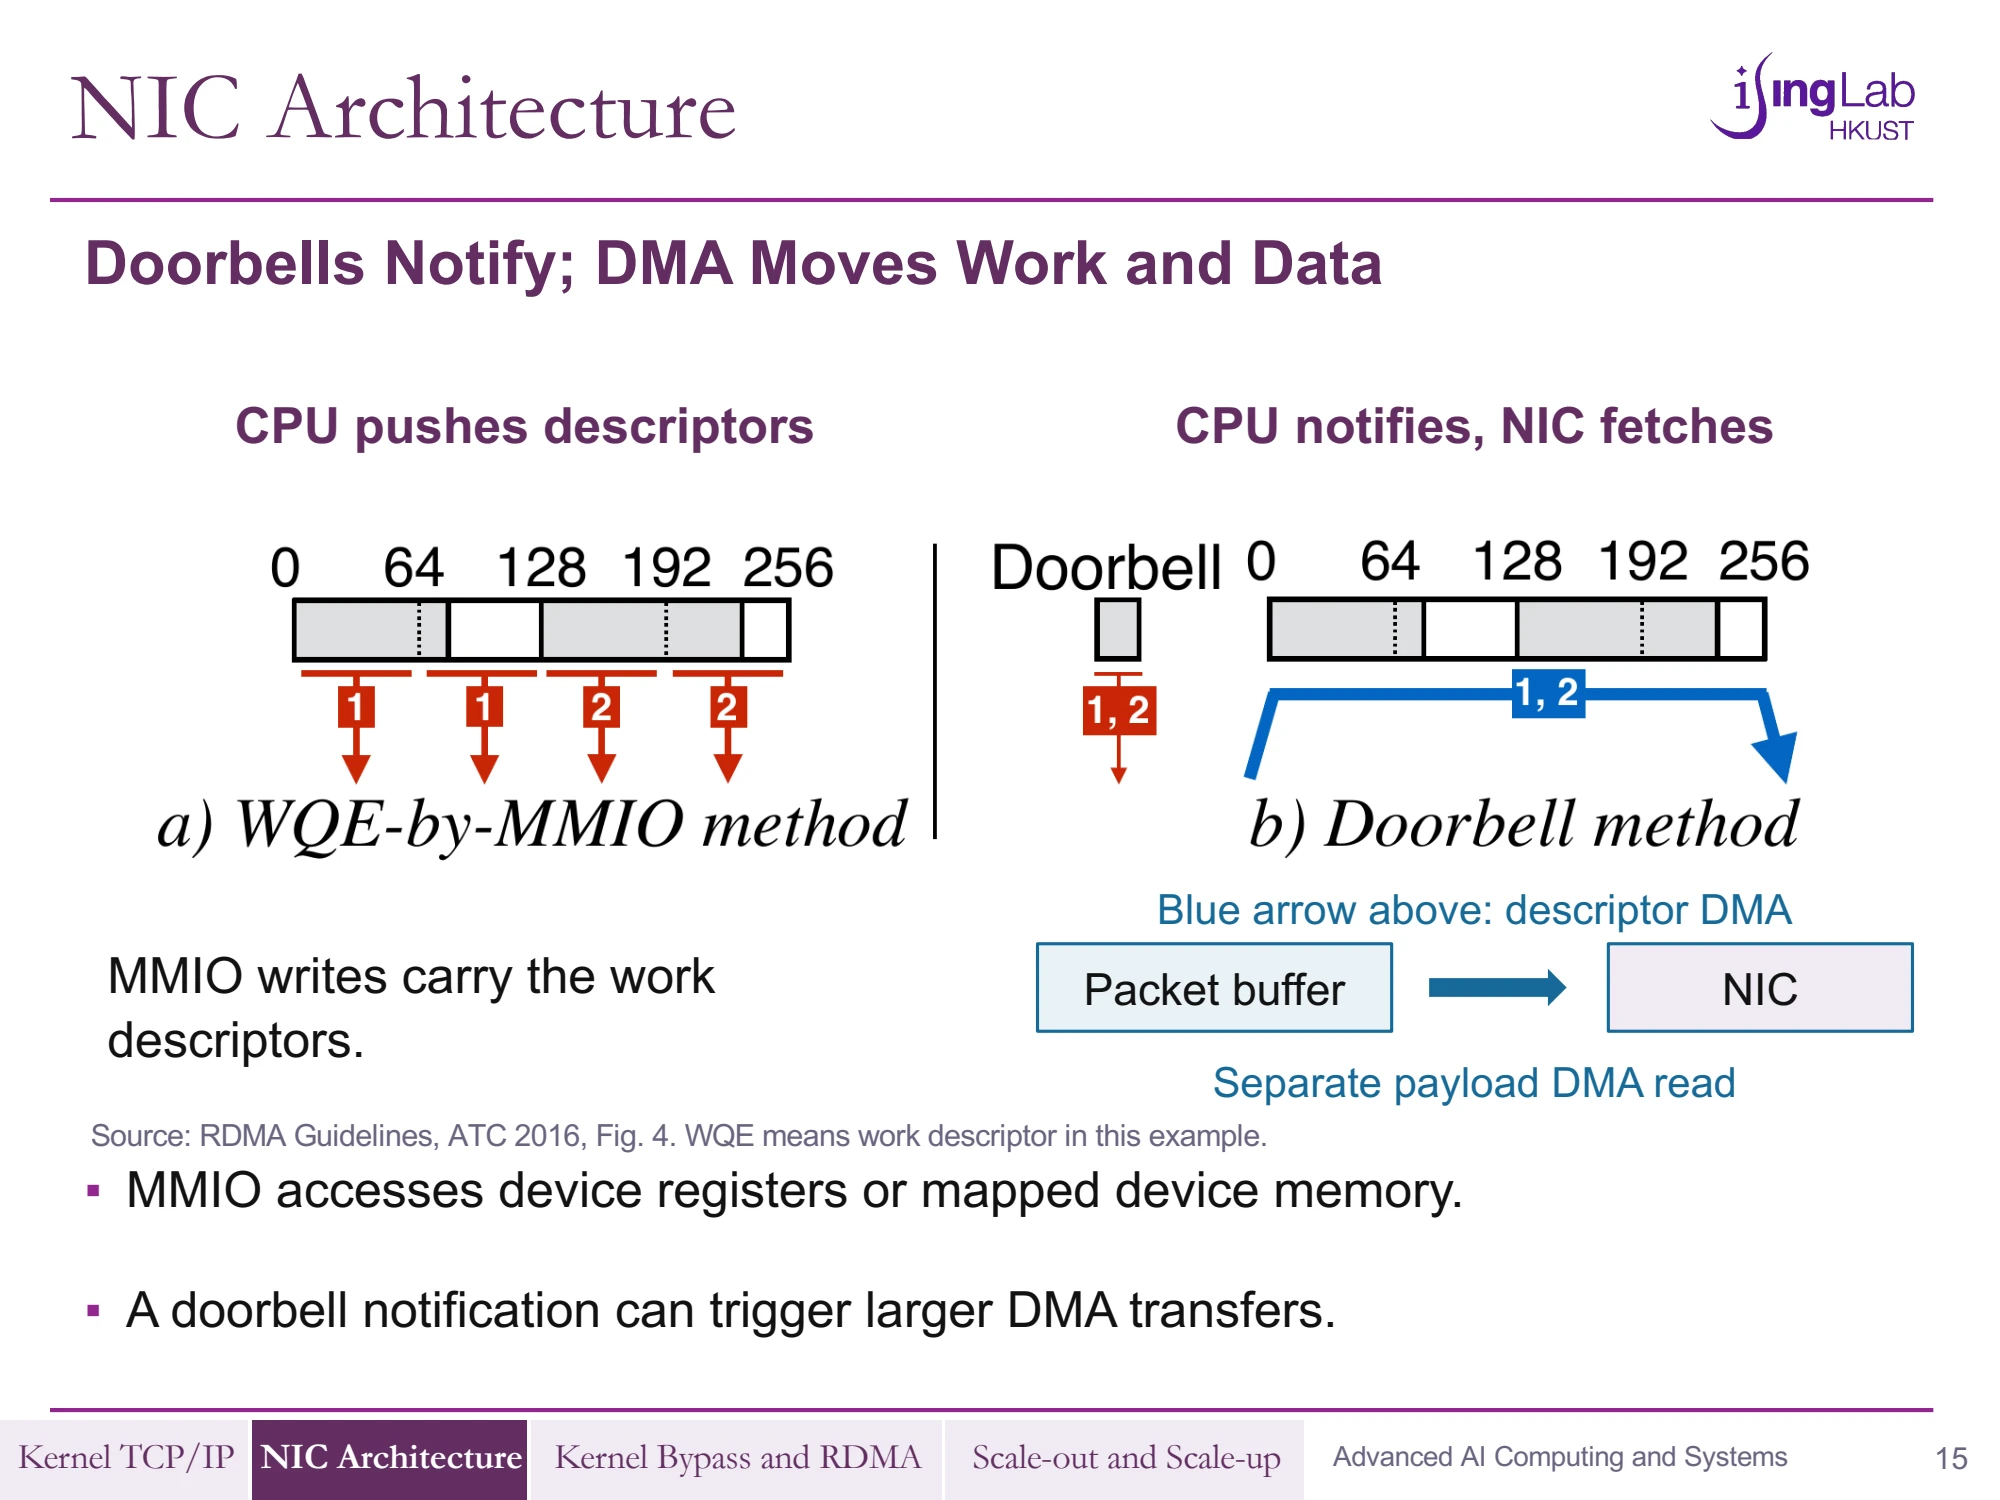 NIC Architecture
isingLab
HKUST
Doorbells Notify; DMA Moves Work and Data
CPU pushes descriptors
CPU notifies, NIC fetches
0 64 128 192 256
1 1 2 2
a) WQE-by-MMIO method
Doorbell 0 64 128 192 256
1, 2 1, 2
b) Doorbell method
Blue arrow above: descriptor DMA
MMIO writes carry the work
descriptors.
Packet buffer NIC
Separate payload DMA read
Source: RDMA Guidelines, ATC 2016, Fig. 4. WQE means work descriptor in this example.
▪ MMIO accesses device registers or mapped device memory.
▪ A doorbell notification can trigger larger DMA transfers.
Kernel TCP/IP NIC Architecture Kernel Bypass and RDMA Scale-out and Scale-up Advanced AI Computing and Systems 15